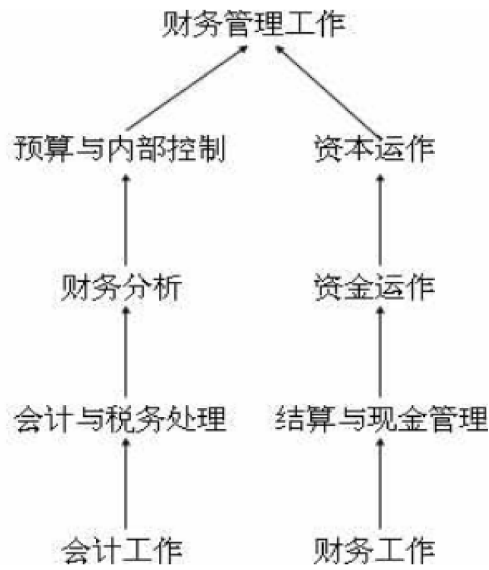 财务管理工作
预算与内部控制 资本运作
财务分析 资金运作
会计与税务处理 结算与现金管理
会计工作 财务工作